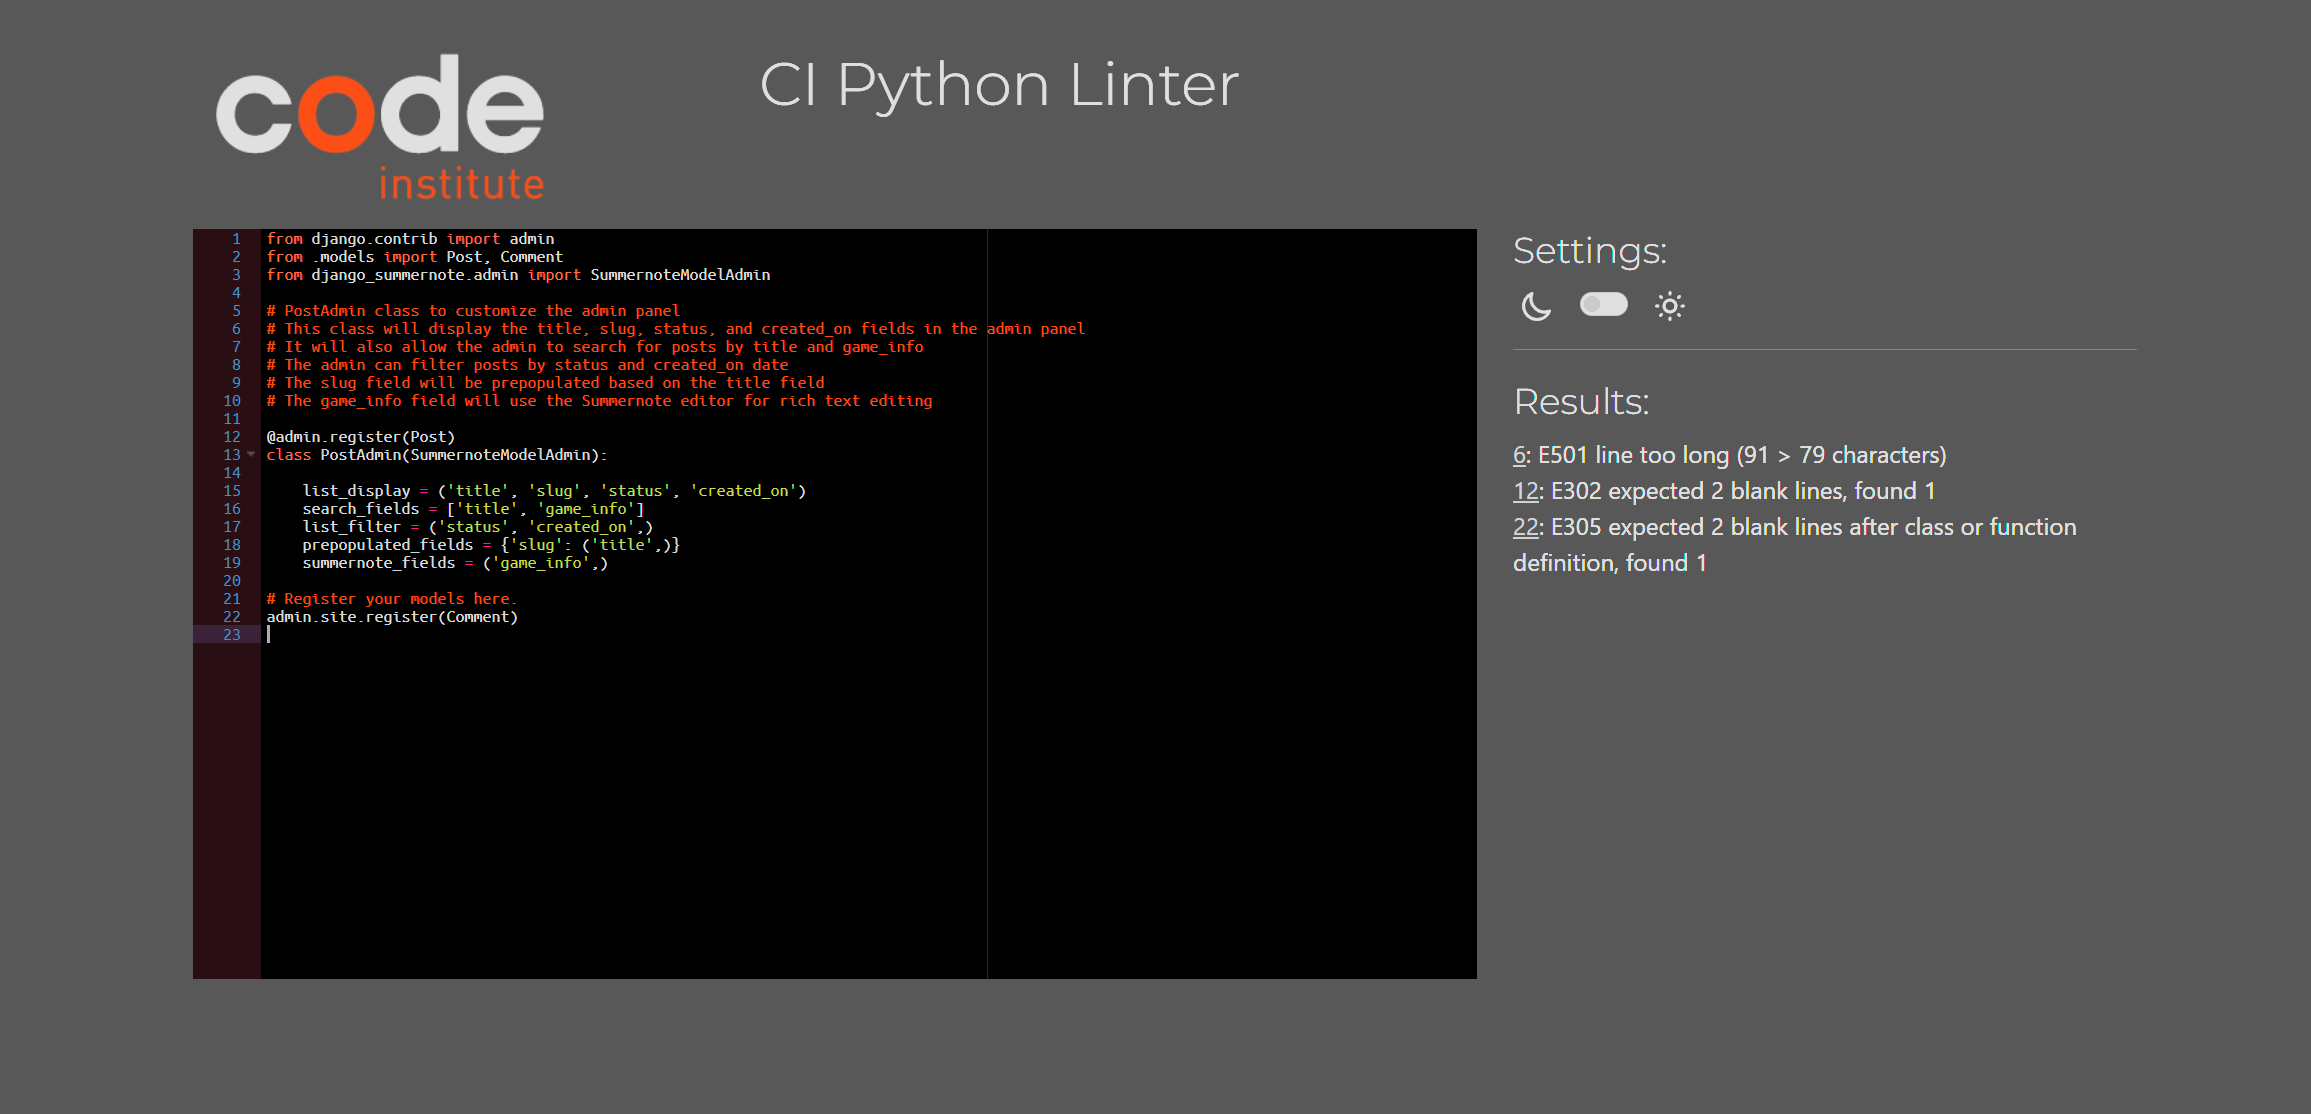 code
institute
CI Python Linter
1 from django.contrib import admin
2 from .models import Post, Comment
3 from django_summernote.admin import SummernoteModelAdmin
4
5 # PostAdmin class to customize the admin panel
6 # This class will display the title, slug, status, and created_on fields in the admin panel
7 # It will also allow the admin to search for posts by title and game_info
8 # The admin can filter posts by status and created_on date
9 # The slug field will be prepopulated based on the title field
10 # The game_info field will use the Summernote editor for rich text editing
11
12 @admin.register(Post)
13 class PostAdmin(SummernoteModelAdmin):
14
15     list_display = ('title', 'slug', 'status', 'created_on')
16     search_fields = ['title', 'game_info']
17     list_filter = ('status', 'created_on',)
18     prepopulated_fields = {'slug': ('title',)}
19     summernote_fields = ('game_info',)
20
21 # Register your models here.
22 admin.site.register(Comment)
23
Settings:
Results:
6: E501 line too long (91 > 79 characters)
12: E302 expected 2 blank lines, found 1
22: E305 expected 2 blank lines after class or function
definition, found 1